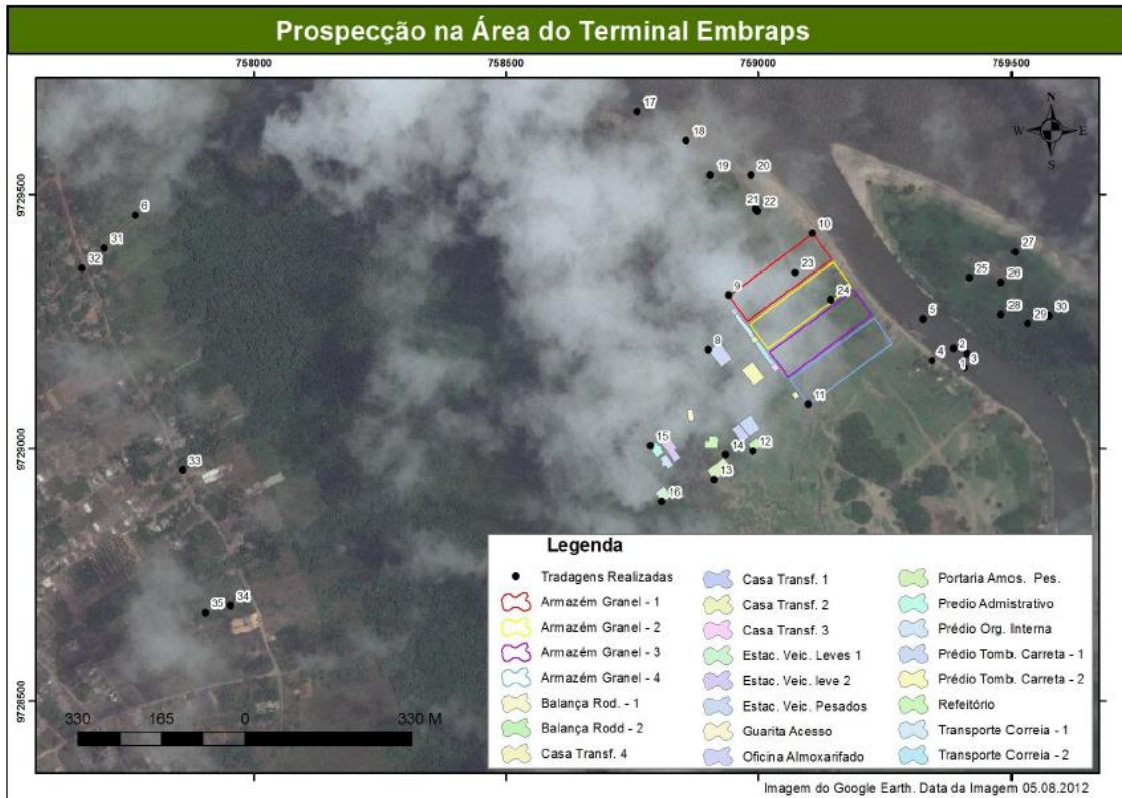 Prospecção na Área do Terminal Embraps
758000
758500
759000
759500
9729500
9729000
9728500
N
W
E
S
17
18
19
20
21
22
6
31
32
10
9
23
24
27
25
26
28
29
30
5
2
4
3
1
8
11
15
14
12
13
16
33
34
35
330
165
0
330 M
Legenda
Tradagens Realizadas
Armazém Granel - 1
Armazém Granel - 2
Armazém Granel - 3
Armazém Granel - 4
Balança Rod. - 1
Balança Rodd - 2
Casa Transf. 4
Casa Transf. 1
Casa Transf. 2
Casa Transf. 3
Estac. Veic. Leves 1
Estac. Veic. leve 2
Estac. Veic. Pesados
Guarita Acesso
Oficina Almoxarifado
Portaria Amos. Pes.
Predio Admistrativo
Prédio Org. Interna
Prédio Tomb. Carreta - 1
Prédio Tomb. Carreta - 2
Refeitório
Transporte Correia - 1
Transporte Correia - 2
Imagem do Google Earth. Data da Imagem 05.08.2012